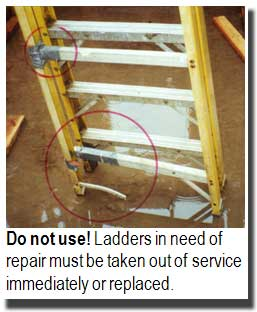 Do not use! Ladders in need of
repair must be taken out of service
immediately or replaced.